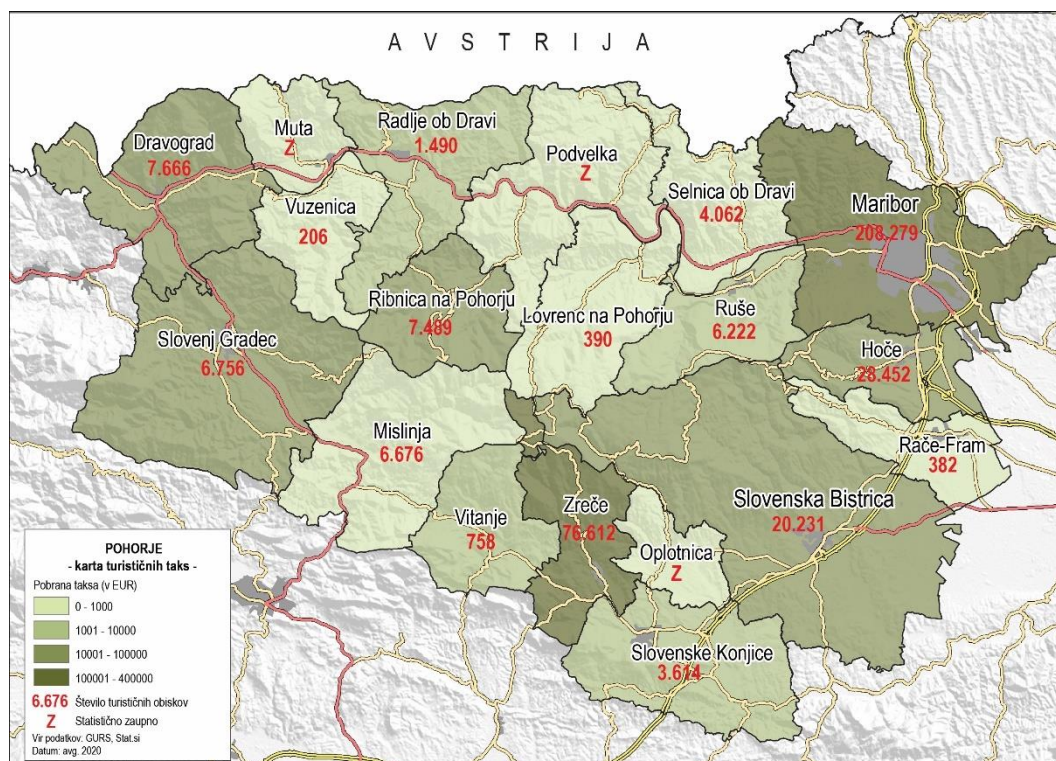 A V S T R I J A
Dravograd
7.666
Muta
Z
Radlje ob Dravi
1.490
Podvelka
Z
Selnica ob Dravi
4.062
Maribor
208.279
Vuzenica
206
Ribnica na Pohorju
7.489
Lovrenc na Pohorju
390
Ruše
6.222
Slovenj Gradec
6.756
Hoče
28.452
Mislinja
6.676
Rače-Fram
382
Vitanje
758
Zreče
76.612
Slovenska Bistrica
20.231
Oplotnica
Z
Slovenske Konjice
3.614
POHORJE
- karta turističnih taks -
Pobrana taksa (v EUR)
0 - 1000
1001 - 10000
10001 - 100000
100001 - 400000
6.676 Število turističnih obiskov
Z Statistično zaupno
Vir podatkov: GURS, Stat.si
Datum: avg. 2020